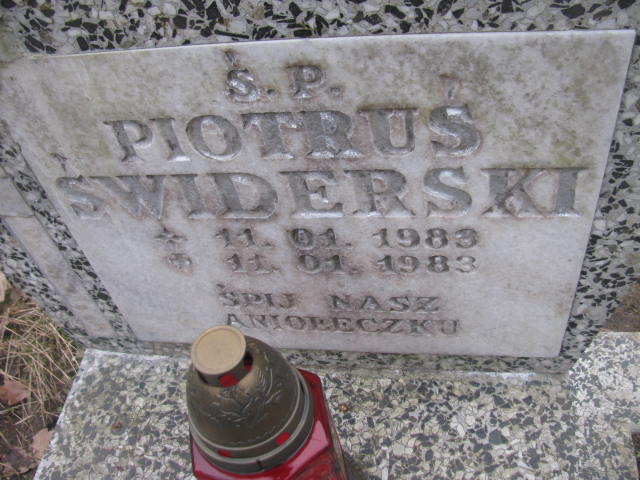 Ś.P.
PIOTRUŚ
ŚWIDERSKI
* 11.01.1983
+ 11.01.1983
ŚPIJ NASZ
ANIOŁECZKU